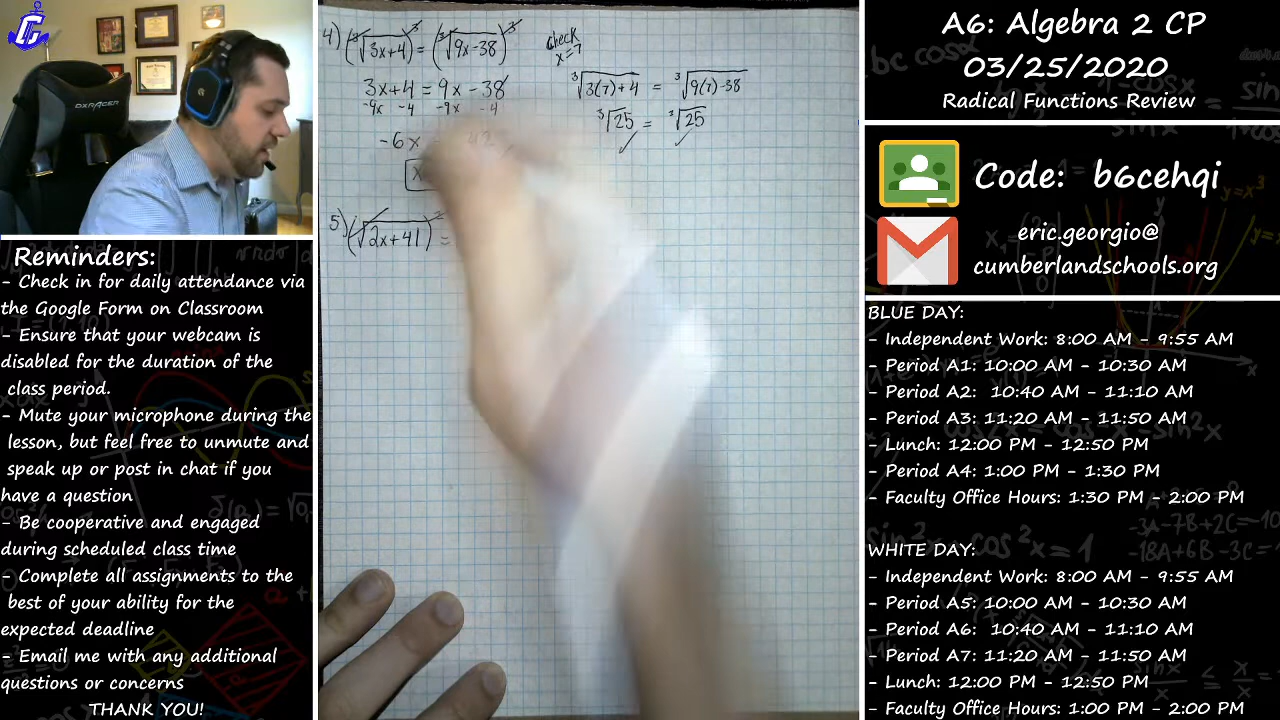 DXRACER
4) (∛3x+4)³ = (∛9x-38)³
3x+4 = 9x-38
-9x -4 -9x -4
-6x
x
check
x=7
∛3(7)+4 = ∛9(7)-38
∛25 = ∛25
✓ ✓
5) (√2x+41)² =
Reminders:
- Check in for daily attendance via
the Google Form on Classroom
- Ensure that your webcam is
disabled for the duration of the
class period.
- Mute your microphone during the
lesson, but feel free to unmute and
speak up or post in chat if you
have a question
- Be cooperative and engaged
during scheduled class time
- Complete all assignments to the
best of your ability for the
expected deadline
- Email me with any additional
questions or concerns
THANK YOU!
A6: Algebra 2 CP
03/25/2020
Radical Functions Review
Code: b6cehqi
eric.georgio@
cumberlandschools.org
BLUE DAY:
- Independent Work: 8:00 AM - 9:55 AM
- Period A1: 10:00 AM - 10:30 AM
- Period A2: 10:40 AM - 11:10 AM
- Period A3: 11:20 AM - 11:50 AM
- Lunch: 12:00 PM - 12:50 PM
- Period A4: 1:00 PM - 1:30 PM
- Faculty Office Hours: 1:30 PM - 2:00 PM
WHITE DAY:
- Independent Work: 8:00 AM - 9:55 AM
- Period A5: 10:00 AM - 10:30 AM
- Period A6: 10:40 AM - 11:10 AM
- Period A7: 11:20 AM - 11:50 AM
- Lunch: 12:00 PM - 12:50 PM
- Faculty Office Hours: 1:00 PM - 2:00 PM